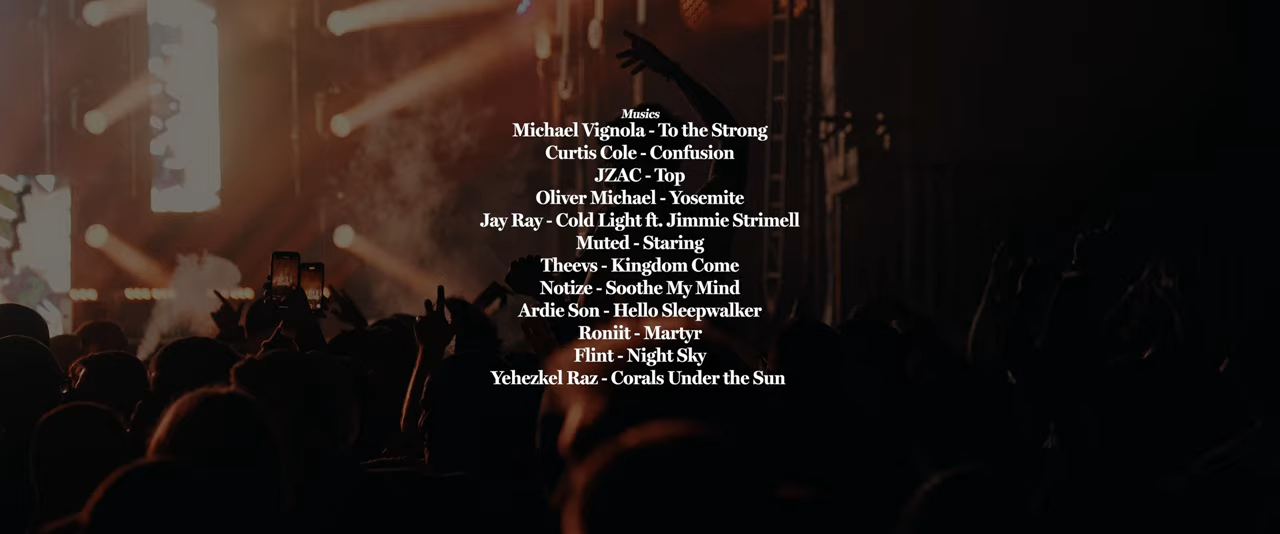 Musics
Michael Vignola - To the Strong
Curtis Cole - Confusion
JZAC - Top
Oliver Michael - Yosemite
Jay Ray - Cold Light ft. Jimmie Strimell
Muted - Staring
Theevs - Kingdom Come
Notize - Soothe My Mind
Ardie Son - Hello Sleepwalker
Roniit - Martyr
Flint - Night Sky
Yehezkel Raz - Corals Under the Sun